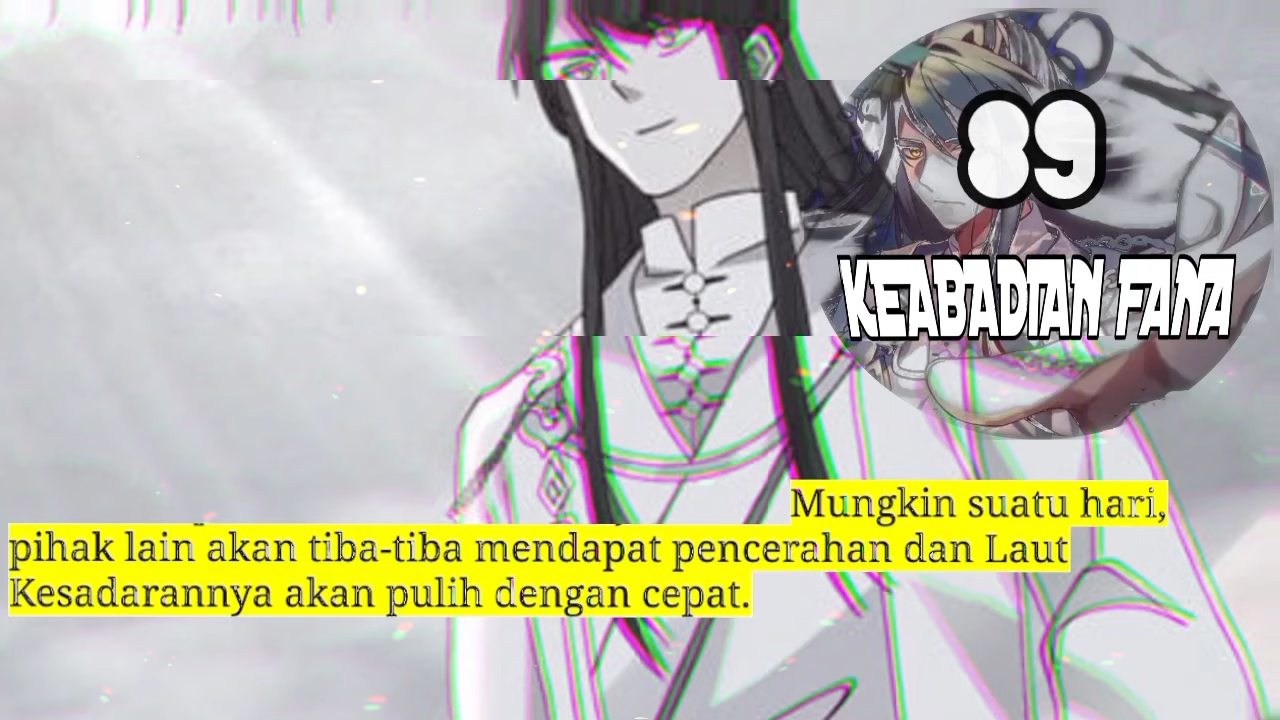 89
KEABADIAN FANA
Mungkin suatu hari,
pihak lain akan tiba-tiba mendapat pencerahan dan Laut
Kesadarannya akan pulih dengan cepat.